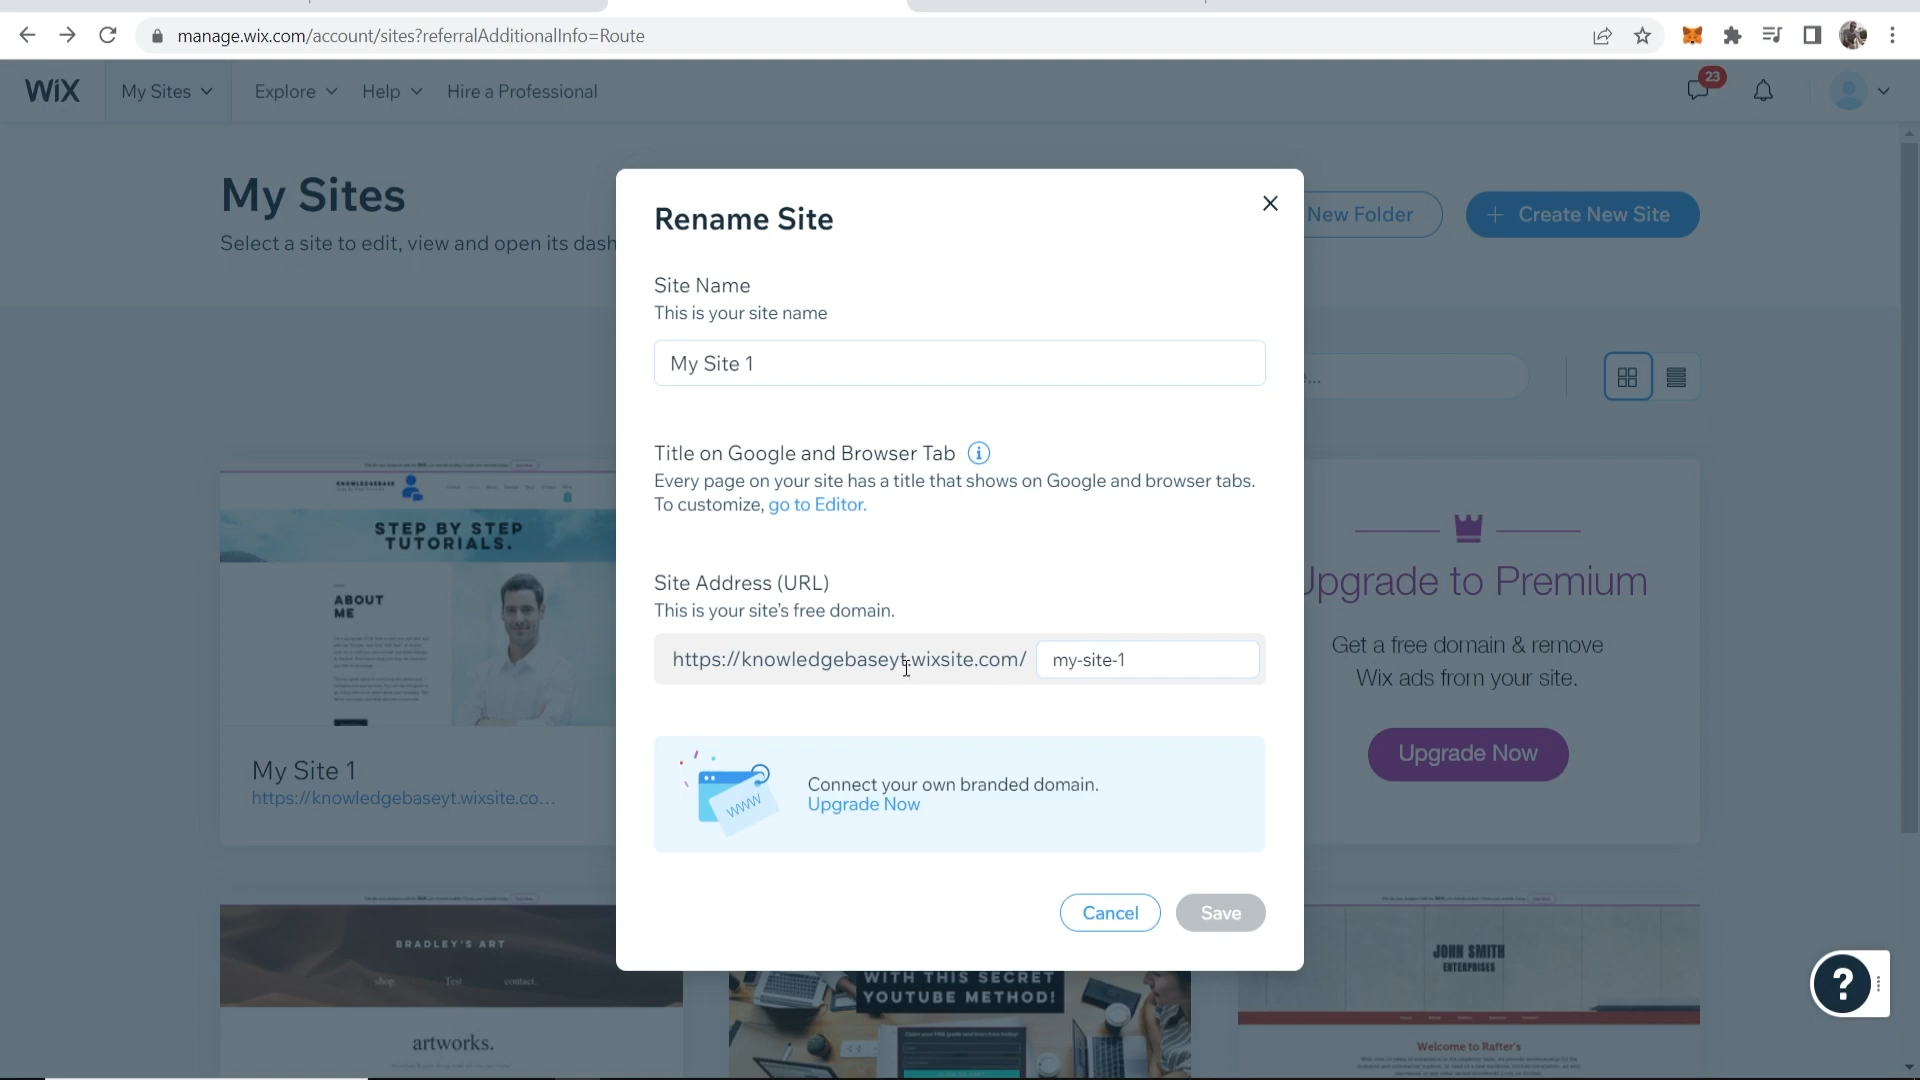 manage.wix.com/account/sites?referralAdditionalInfo=Route
WiX
My Sites
Explore
Help
Hire a Professional
23
My Sites
Select a site to edit, view and open its dash
New Folder
+ Create New Site
Rename Site
Site Name
This is your site name
My Site 1
Title on Google and Browser Tab
Every page on your site has a title that shows on Google and browser tabs.
To customize, go to Editor.
Site Address (URL)
This is your site's free domain.
https://knowledgebaseyt.wixsite.com/
my-site-1
Connect your own branded domain.
Upgrade Now
www
Cancel
Save
KNOWLEDGEBASE
STEP BY STEP
TUTORIALS.
ABOUT
ME
My Site 1
https://knowledgebaseyt.wixsite.co...
Upgrade to Premium
Get a free domain & remove
Wix ads from your site.
Upgrade Now
BRADLEY'S ART
shop.
Test
contact.
artworks.
WITH THIS SECRET
YOUTUBE METHOD!
JOHN SMITH
ENTERPRISES
Welcome to Rafter's
?